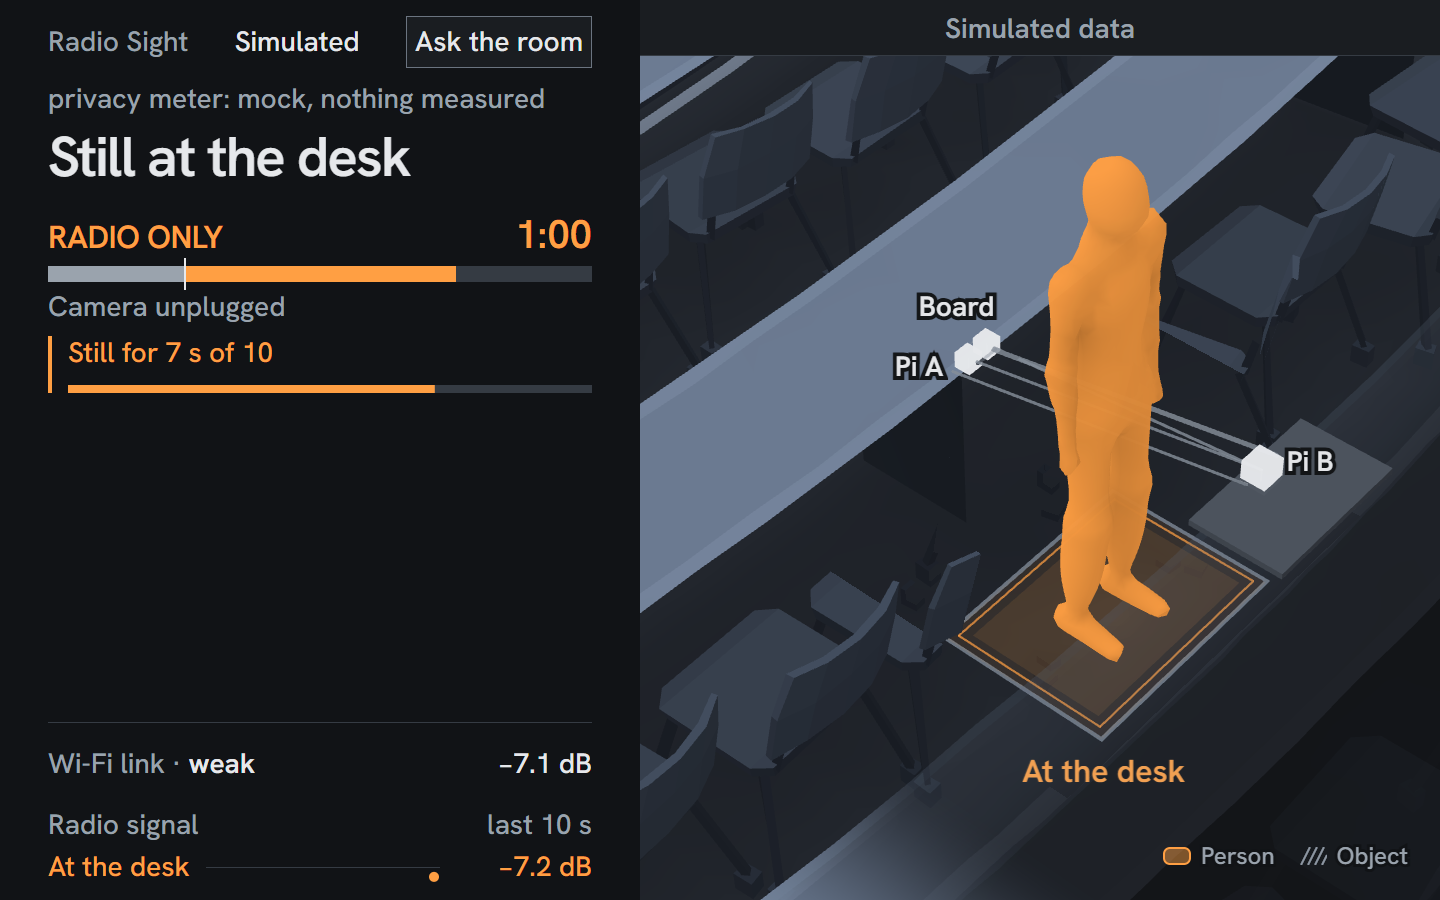 Radio Sight Simulated Ask the room
privacy meter: mock, nothing measured
Still at the desk
RADIO ONLY 1:00
Camera unplugged
Still for 7 s of 10
Wi-Fi link · weak −7.1 dB
Radio signal last 10 s
At the desk −7.2 dB
Simulated data
Board
Pi A
Pi B
At the desk
Person Object